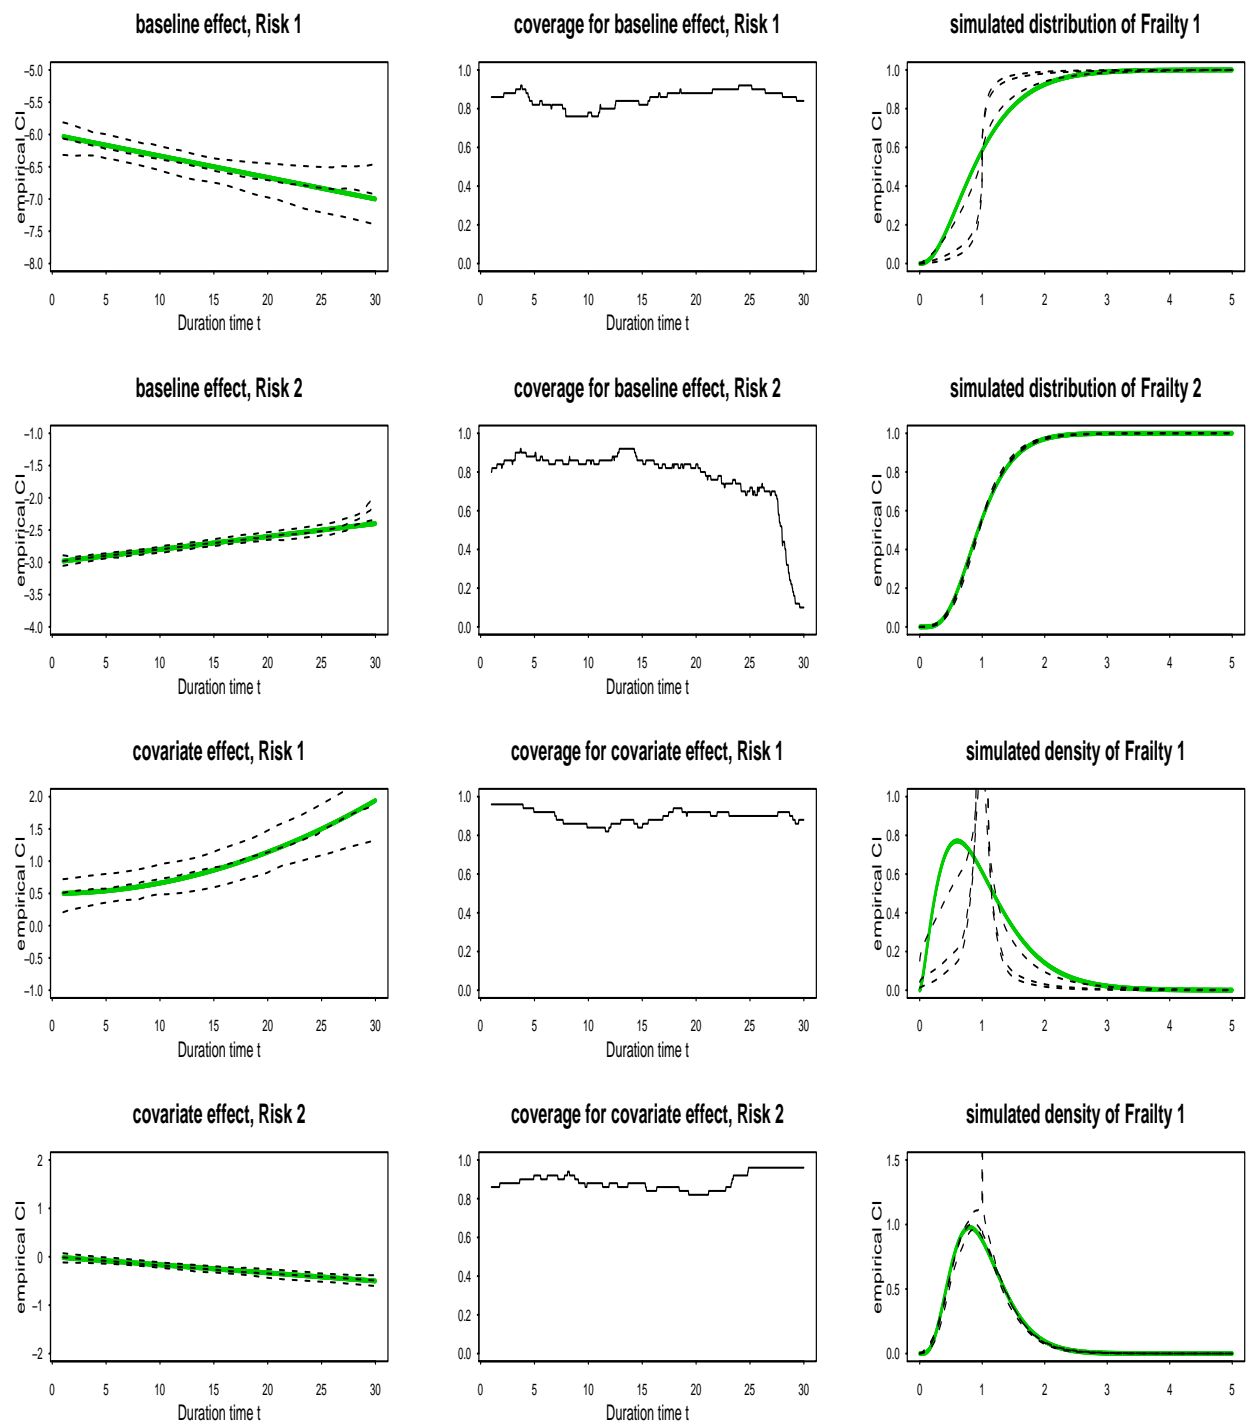 baseline effect, Risk 1
coverage for baseline effect, Risk 1
simulated distribution of Frailty 1
empirical CI
−5.0
−5.5
−6.0
−6.5
−7.0
−7.5
−8.0
0 5 10 15 20 25 30
Duration time t
1.0
0.8
0.6
0.4
0.2
0.0
0 5 10 15 20 25 30
Duration time t
empirical CI
1.0
0.8
0.6
0.4
0.2
0.0
0 1 2 3 4 5
baseline effect, Risk 2
coverage for baseline effect, Risk 2
simulated distribution of Frailty 2
empirical CI
−1.0
−1.5
−2.0
−2.5
−3.0
−3.5
−4.0
0 5 10 15 20 25 30
Duration time t
1.0
0.8
0.6
0.4
0.2
0.0
0 5 10 15 20 25 30
Duration time t
empirical CI
1.0
0.8
0.6
0.4
0.2
0.0
0 1 2 3 4 5
covariate effect, Risk 1
coverage for covariate effect, Risk 1
simulated density of Frailty 1
empirical CI
2.0
1.5
1.0
0.5
0.0
−0.5
−1.0
0 5 10 15 20 25 30
Duration time t
1.0
0.8
0.6
0.4
0.2
0.0
0 5 10 15 20 25 30
Duration time t
empirical CI
1.0
0.8
0.6
0.4
0.2
0.0
0 1 2 3 4 5
covariate effect, Risk 2
coverage for covariate effect, Risk 2
simulated density of Frailty 1
empirical CI
2
1
0
−1
−2
0 5 10 15 20 25 30
Duration time t
1.0
0.8
0.6
0.4
0.2
0.0
0 5 10 15 20 25 30
Duration time t
empirical CI
1.5
1.0
0.5
0.0
0 1 2 3 4 5